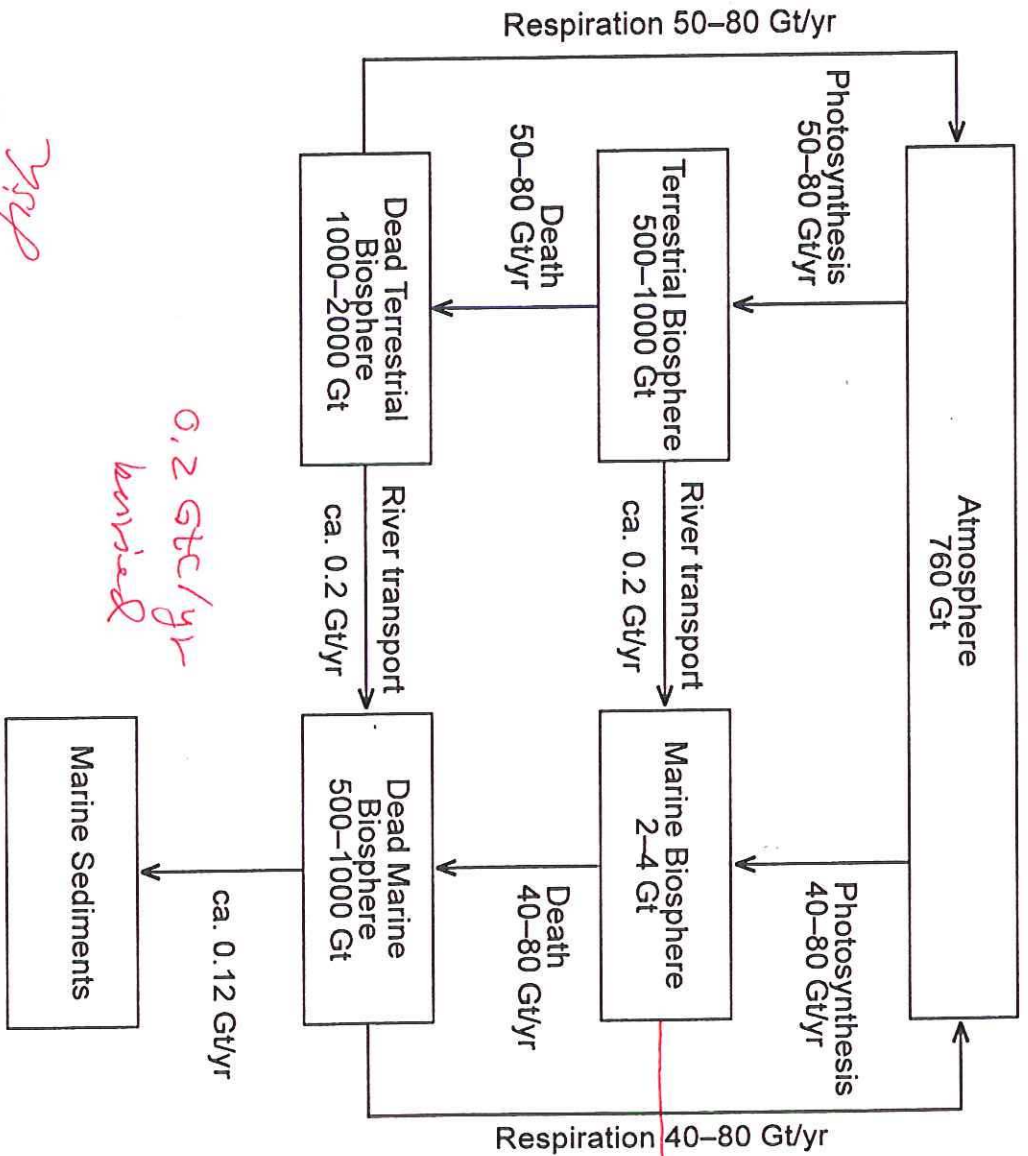 Atmosphere
760 Gt
Photosynthesis
50–80 Gt/yr
Photosynthesis
40–80 Gt/yr
Respiration 50–80 Gt/yr
Terrestrial Biosphere
500–1000 Gt
River transport
ca. 0.2 Gt/yr
Marine Biosphere
2–4 Gt
Death
50–80 Gt/yr
Death
40–80 Gt/yr
Respiration 40–80 Gt/yr
Dead Terrestrial
Biosphere
1000–2000 Gt
River transport
ca. 0.2 Gt/yr
Dead Marine
Biosphere
500–1000 Gt
ca. 0.12 Gt/yr
Marine Sediments
0.2 GtC/yr
burried